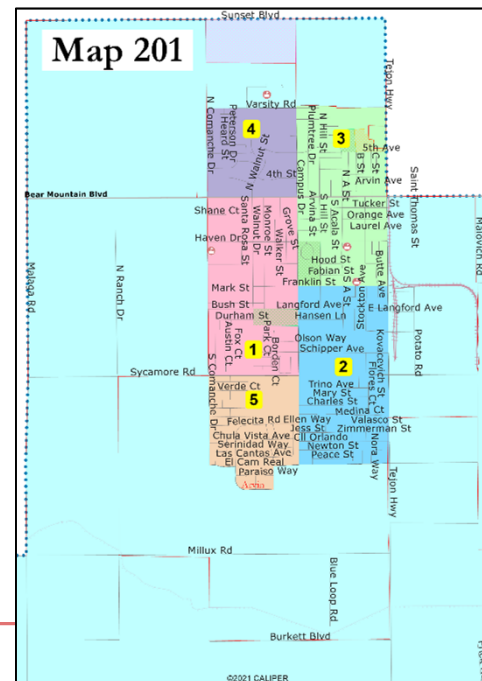 Sunset Blvd
Map 201
Tejon Hwy
Varsity Rd
N Comanche Dr
Peterson Dr
Heard St
N Walnut St
4
4th St
Campus Dr
Plumtree Dr
N Hill St
3
B St
C St
5th Ave
N A St
Arvin Ave
Saint Thomas St
Bear Mountain Blvd
Tucker St
Orange Ave
Laurel Ave
Malovich Rd
Shane Ct
Haven Dr
Santa Rosa St
Walnut Dr
Monroe St
Walker St
Grove St
Arvina St
S Hill St
S Acala St
Hood St
Fabian St
Franklin St
Butte Ave
Malaga Rd
N Ranch Dr
Mark St
Bush St
Durham St
Langford Ave
Hansen Ln
S A St
Stockton Ave
E Langford Ave
Austin Ct
Fox Ct
Park Ct
Borden Ct
1
Olson Way
Schipper Ave
2
Kovacevich St
Flores Ct
Potato Rd
Sycamore Rd
S Comanche Dr
Verde Ct
5
Trino Ave
Mary St
Charles St
Medina Ct
Felecita Rd
Ellen Way
Valasco St
Jess St
Zimmerman St
Chula Vista Ave
Cll Orlando
Serinidad Way
Newton St
Las Cantas Ave
Peace St
Nora Way
El Cam Real
Paraiso Way
Tejon Hwy
Millux Rd
Blue Loop Rd
Burkett Blvd
©2021 CALIPER